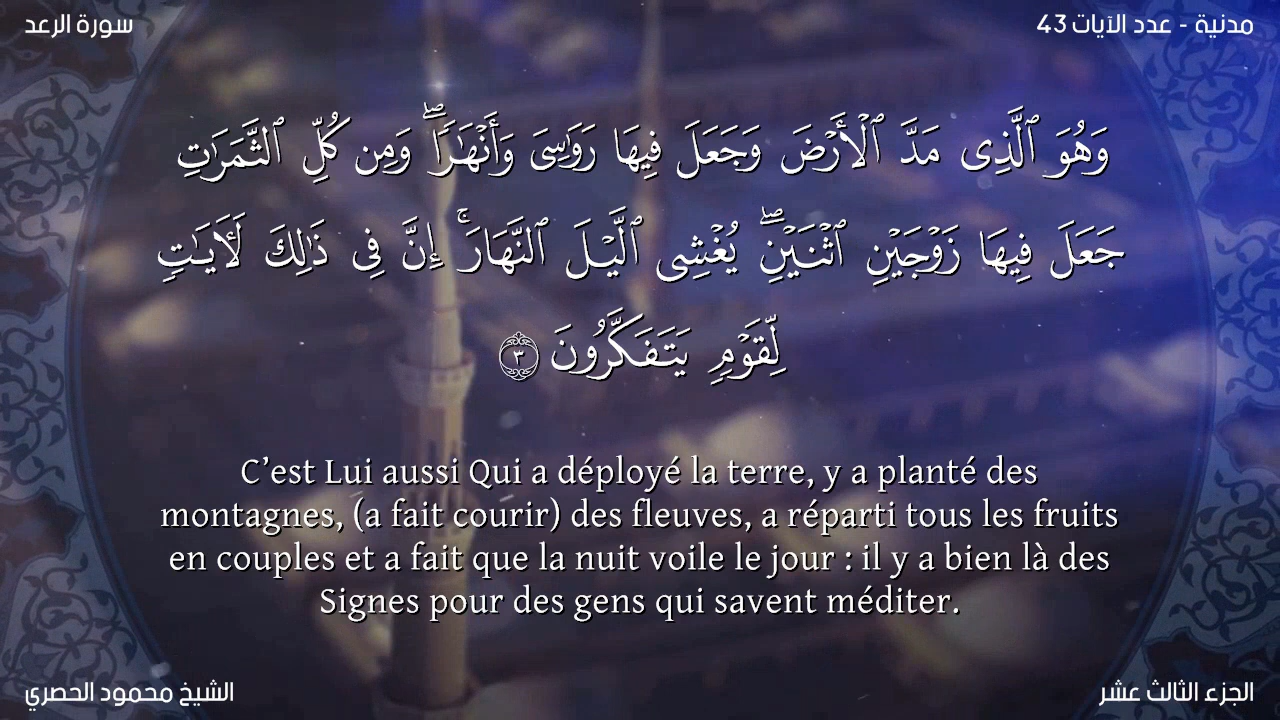 سورة الرعد
مدنية - عدد الآيات 43
وَهُوَ ٱلَّذِى مَدَّ ٱلْأَرْضَ وَجَعَلَ فِيهَا رَوَٰسِىَ وَأَنْهَٰرًۭا ۖ وَمِن كُلِّ ٱلثَّمَرَٰتِ
جَعَلَ فِيهَا زَوْجَيْنِ ٱثْنَيْنِ ۖ يُغْشِى ٱلَّيْلَ ٱلنَّهَارَ ۚ إِنَّ فِى ذَٰلِكَ لَـَٔايَٰتٍۢ
لِّقَوْمٍۢ يَتَفَكَّرُونَ ٣
C’est Lui aussi Qui a déployé la terre, y a planté des
montagnes, (a fait courir) des fleuves, a réparti tous les fruits
en couples et a fait que la nuit voile le jour : il y a bien là des
Signes pour des gens qui savent méditer.
الشيخ محمود الحصري
الجزء الثالث عشر